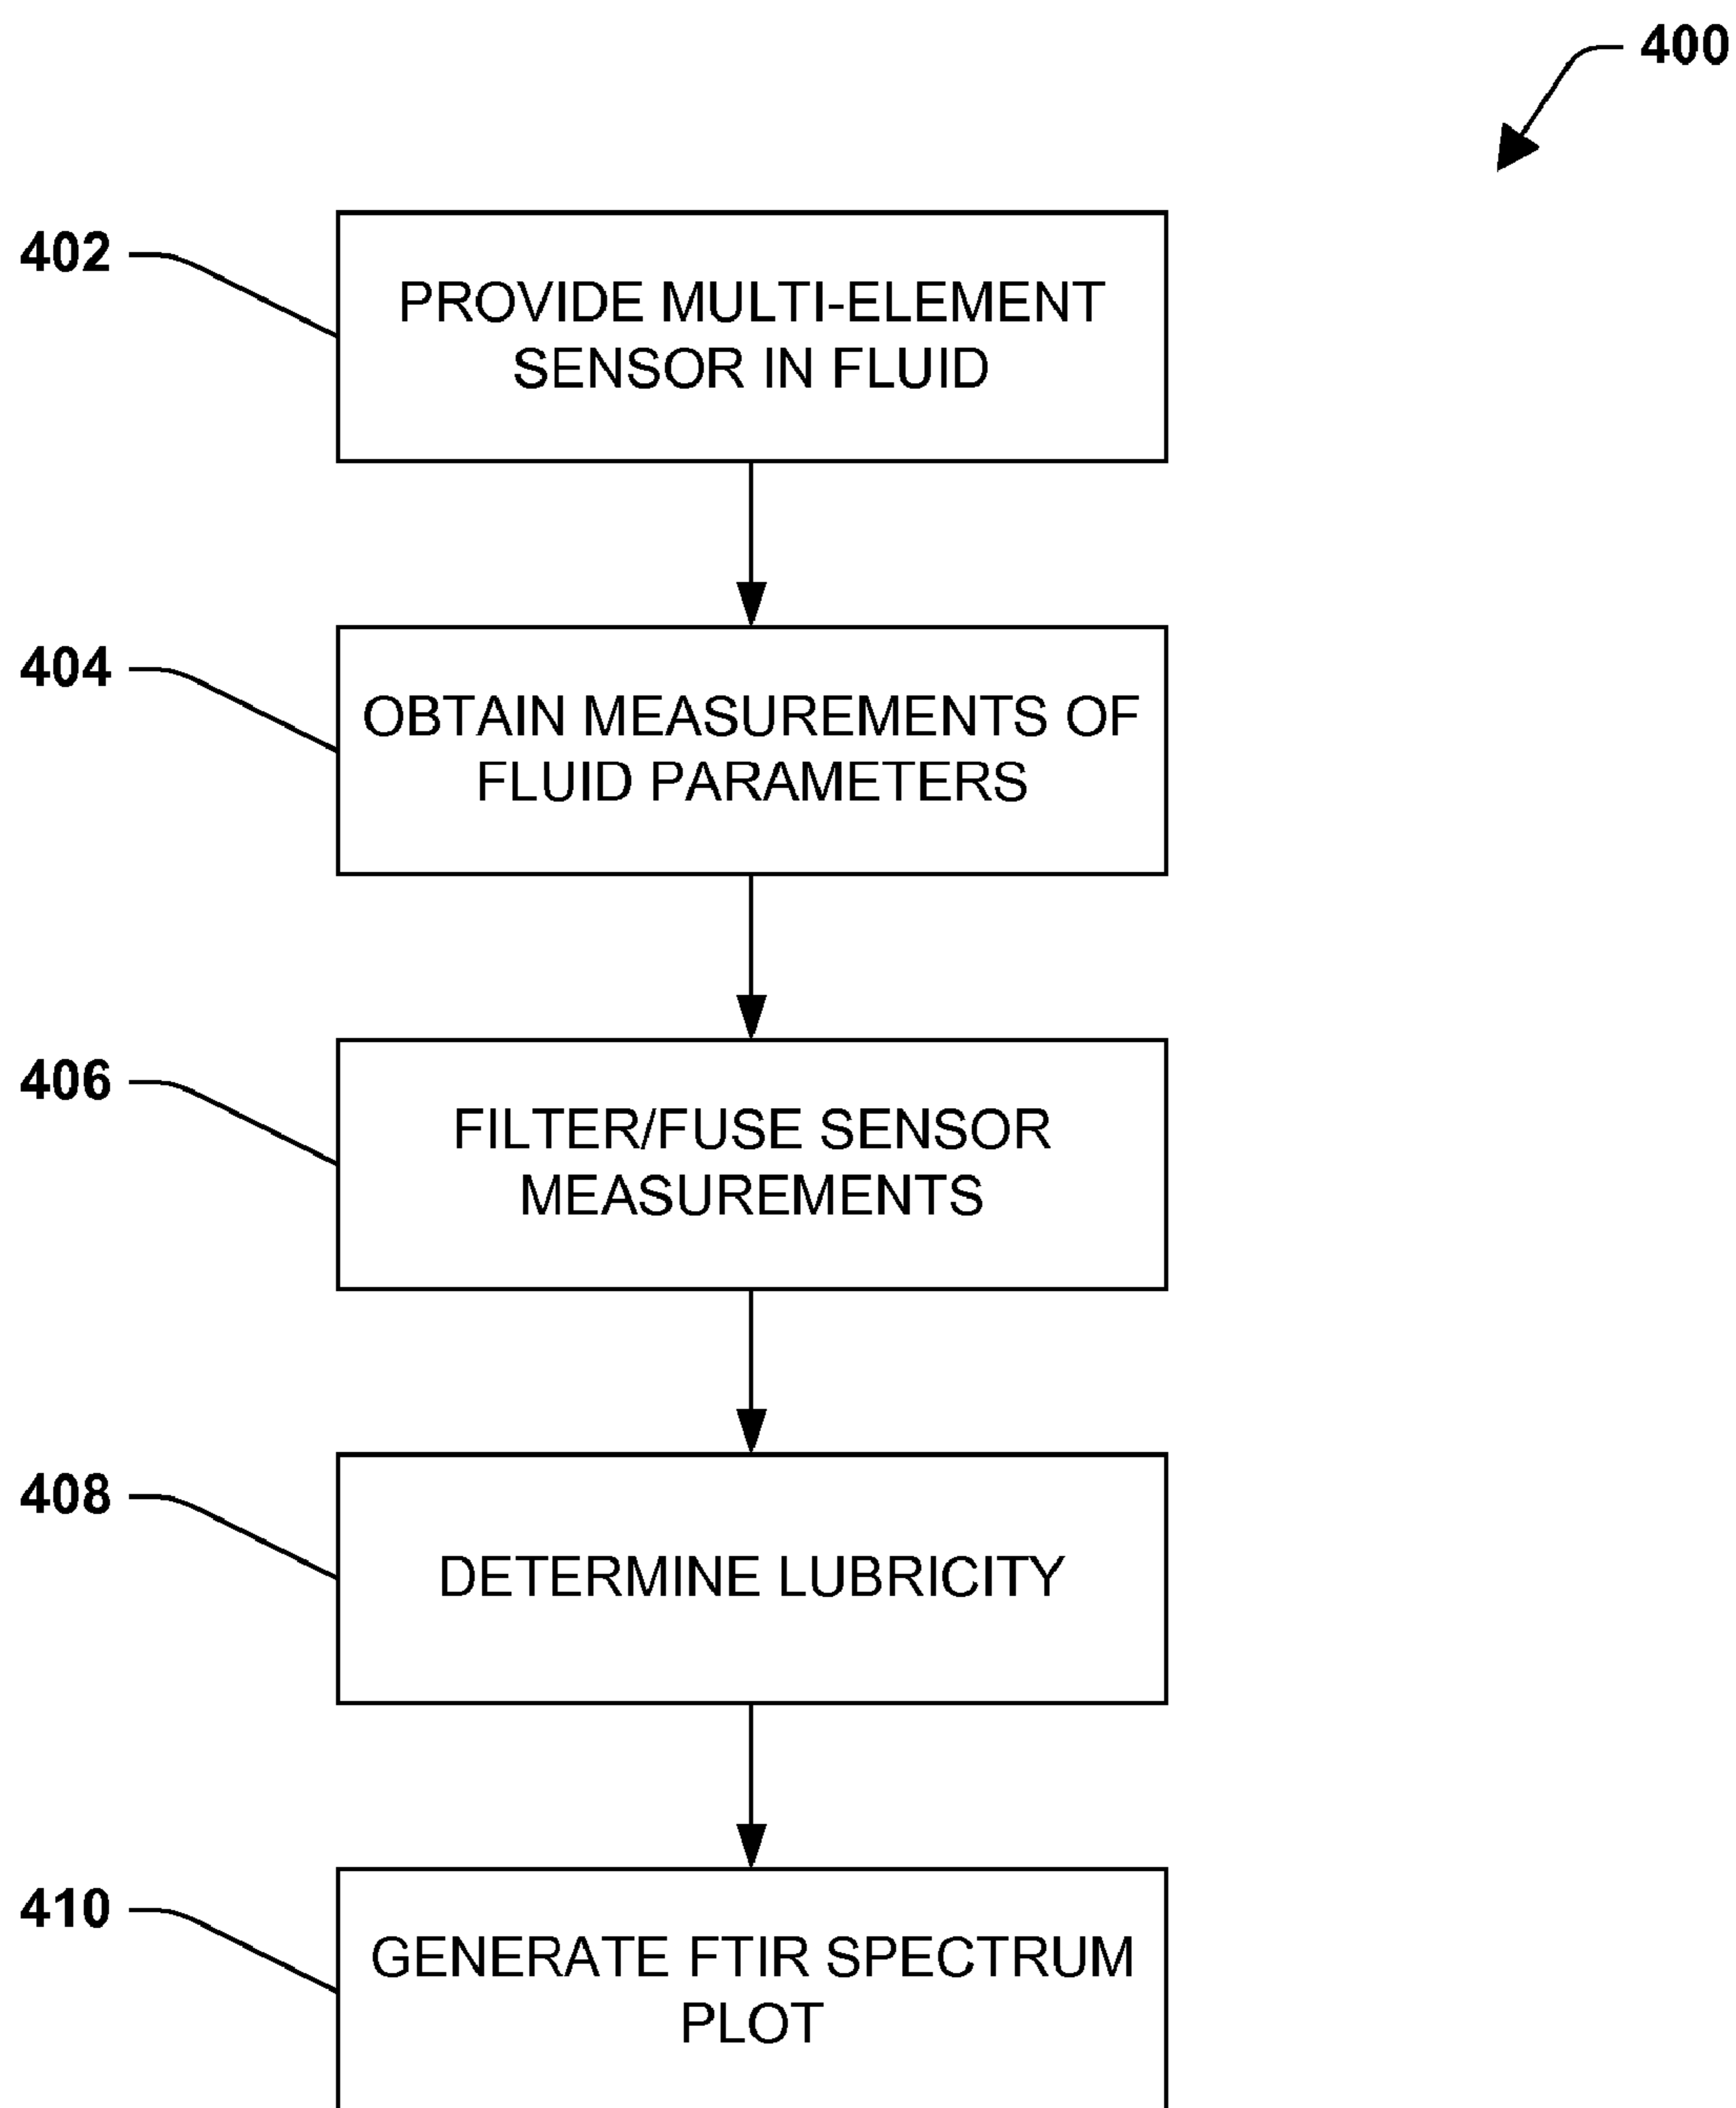 400
402
PROVIDE MULTI-ELEMENT
SENSOR IN FLUID
404
OBTAIN MEASUREMENTS OF
FLUID PARAMETERS
406
FILTER/FUSE SENSOR
MEASUREMENTS
408
DETERMINE LUBRICITY
410
GENERATE FTIR SPECTRUM
PLOT